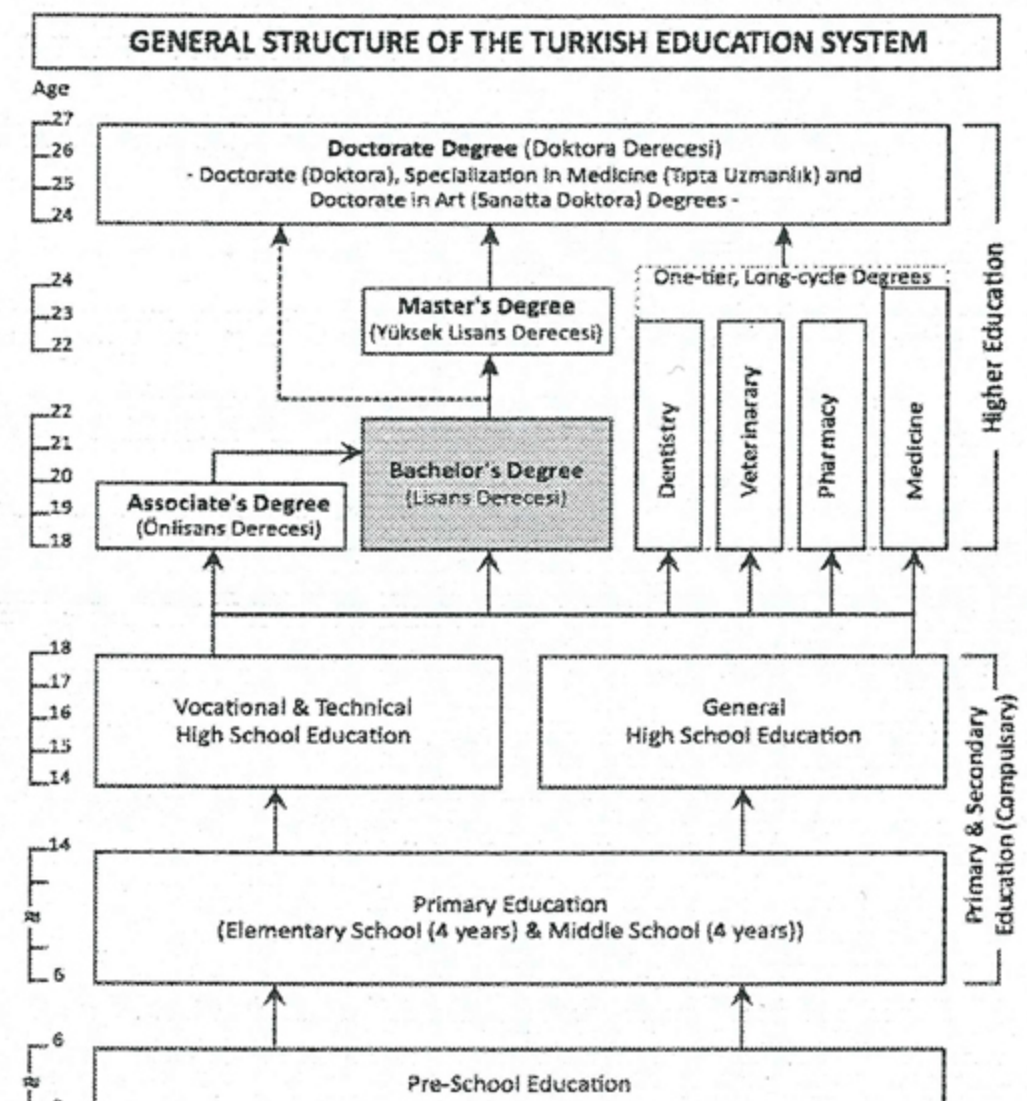 GENERAL STRUCTURE OF THE TURKISH EDUCATION SYSTEM
Age
27
26
25
24
Doctorate Degree (Doktora Derecesi)
- Doctorate (Doktora), Specialization in Medicine (Tıpta Uzmanlık) and
Doctorate in Art (Sanatta Doktora) Degrees -
24
23
22
Master's Degree
(Yüksek Lisans Derecesi)
One-tier, Long-cycle Degrees
Dentistry
Veterinarary
Pharmacy
Medicine
Higher Education
22
21
20
19
18
Bachelor's Degree
(Lisans Derecesi)
Associate's Degree
(Önlisans Derecesi)
18
17
16
15
14
Vocational & Technical
High School Education
General
High School Education
Primary & Secondary
Education (Compulsary)
14
6
Primary Education
(Elementary School (4 years) & Middle School (4 years))
6
Pre-School Education